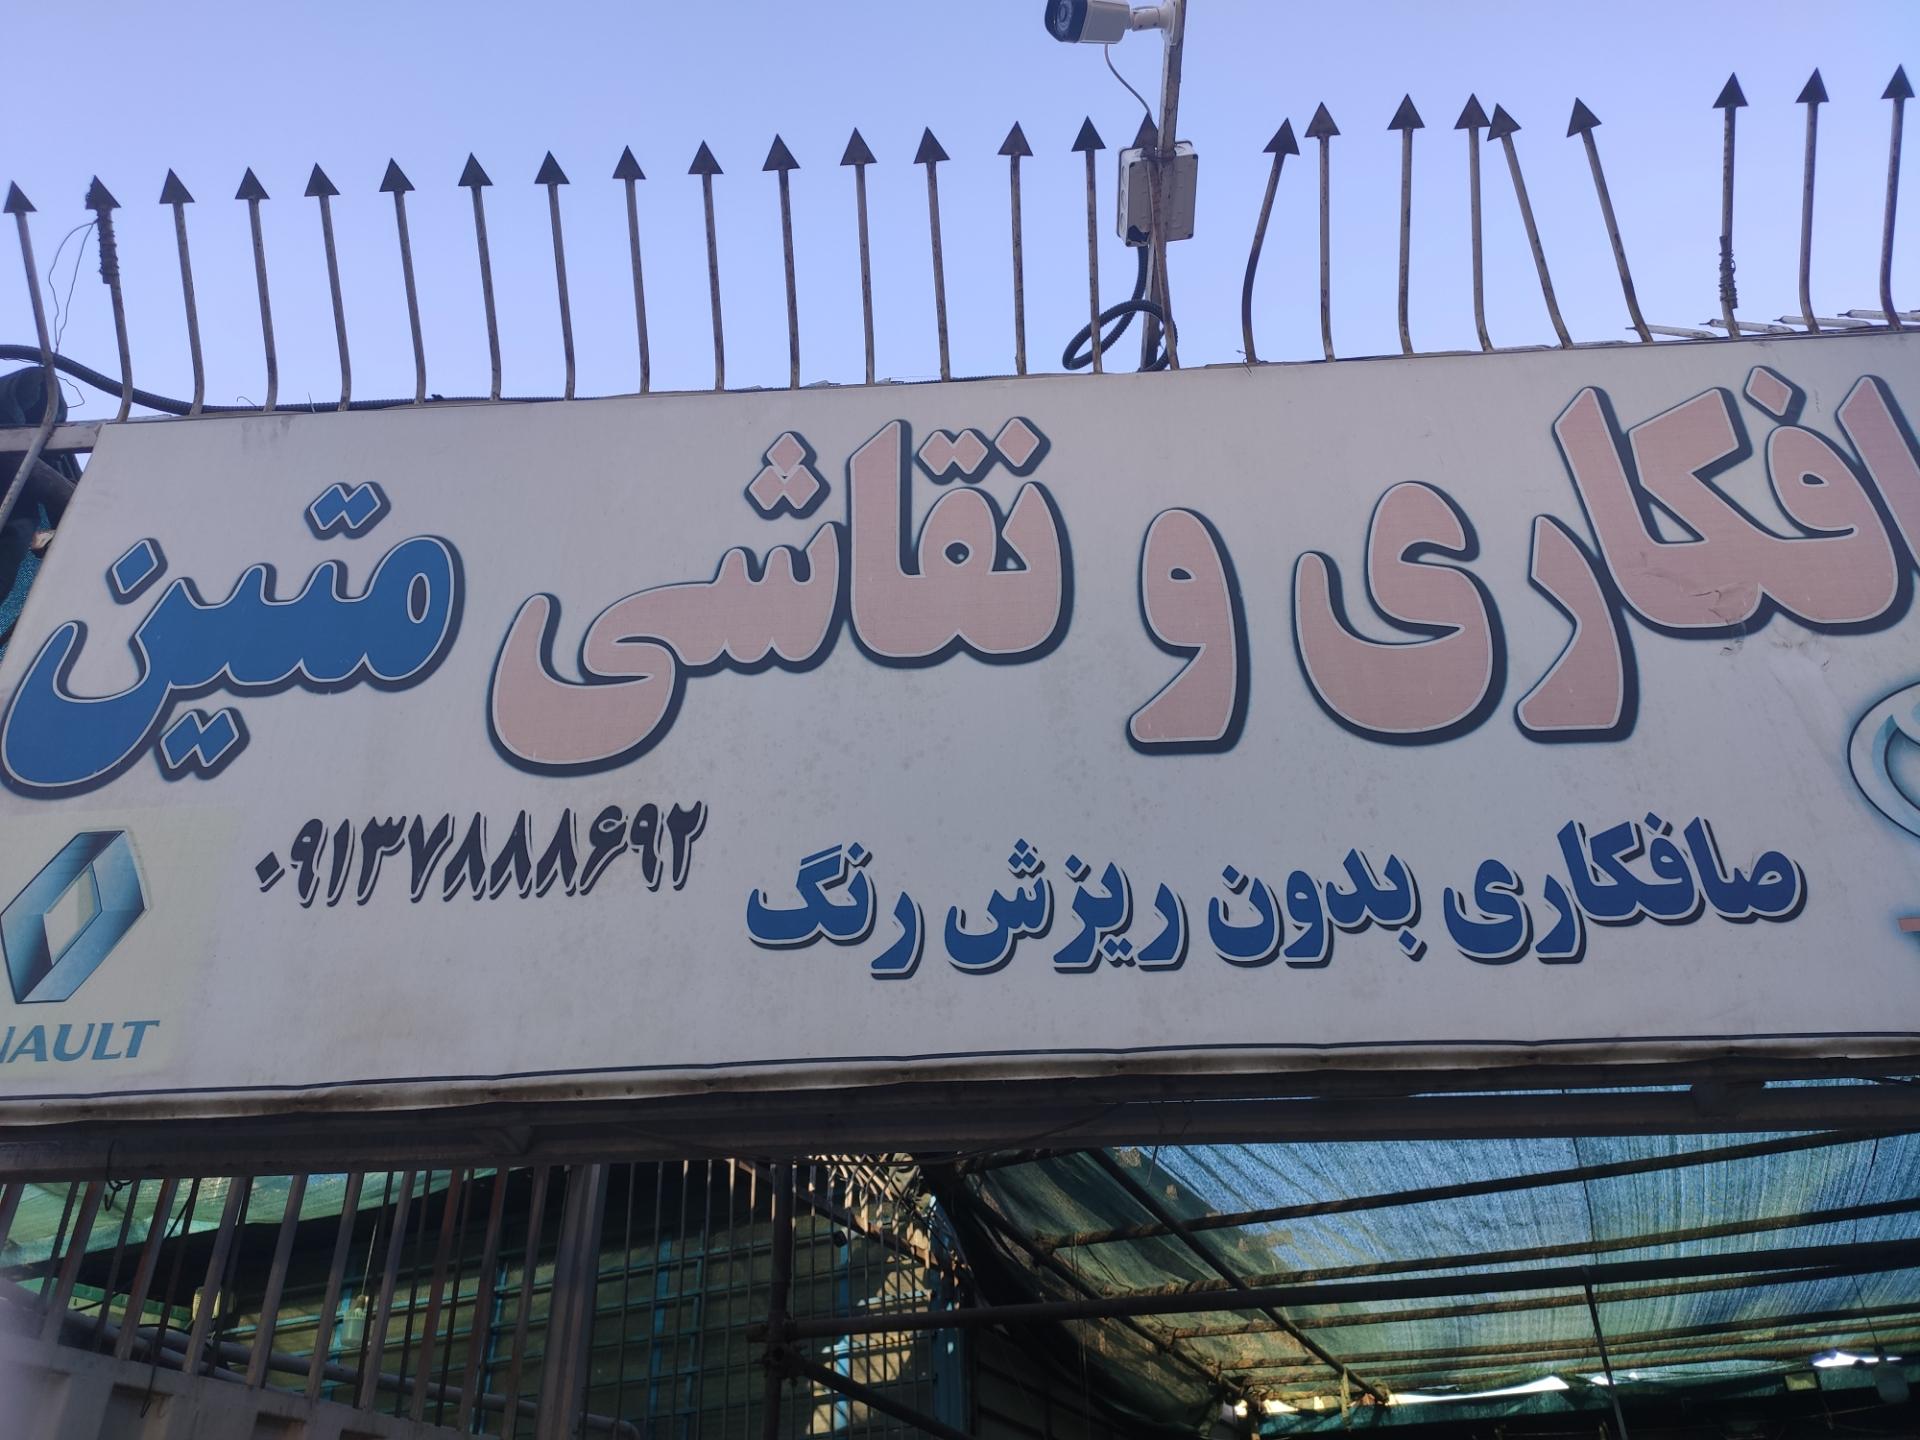 افکاری و نقاشی متین
صافکاری بدون ریزش رنگ
۰۹۱۳۷۸۸۸۶۹۲
NAULT